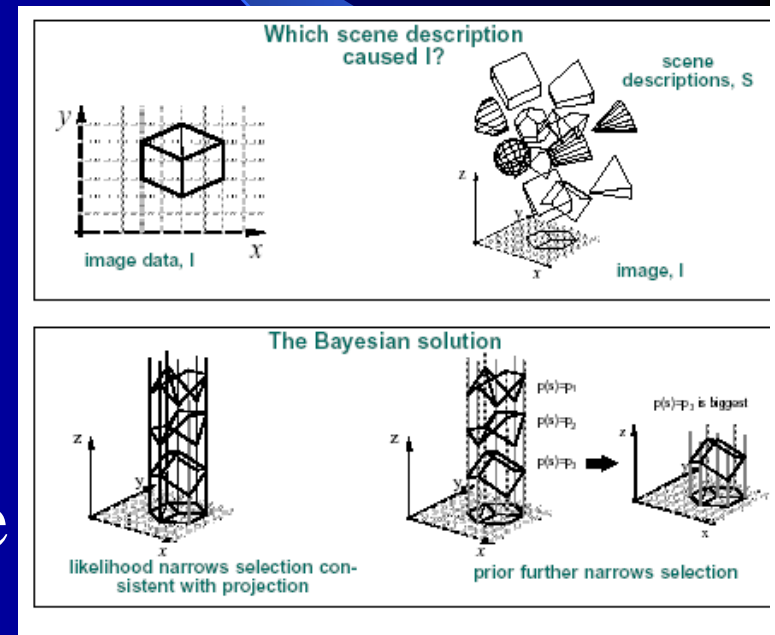 Which scene description
caused I?
scene
descriptions, S
y
x
image data, I
z
y
x
image, I
The Bayesian solution
z
y
x
likelihood narrows selection con-
sistent with projection
p(s)=p₁
p(s)=p₂
p(s)=p₃
z
y
x
p(s)=p₃ is biggest
z
y
x
prior further narrows selection
e